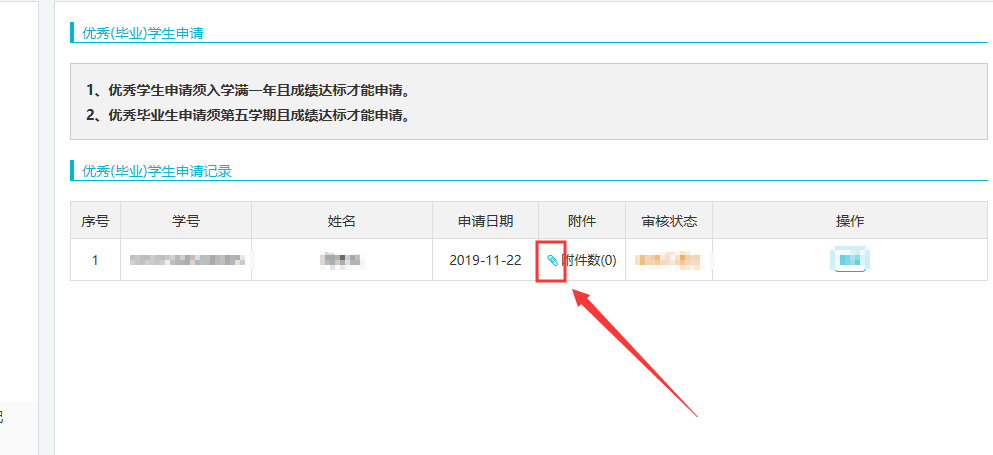 优秀(毕业)学生申请
1、优秀学生申请须入学满一年且成绩达标才能申请。
2、优秀毕业生申请须第五学期且成绩达标才能申请。
优秀(毕业)学生申请记录
序号 学号 姓名 申请日期 附件 审核状态 操作
1 2019-11-22 附件数(0)